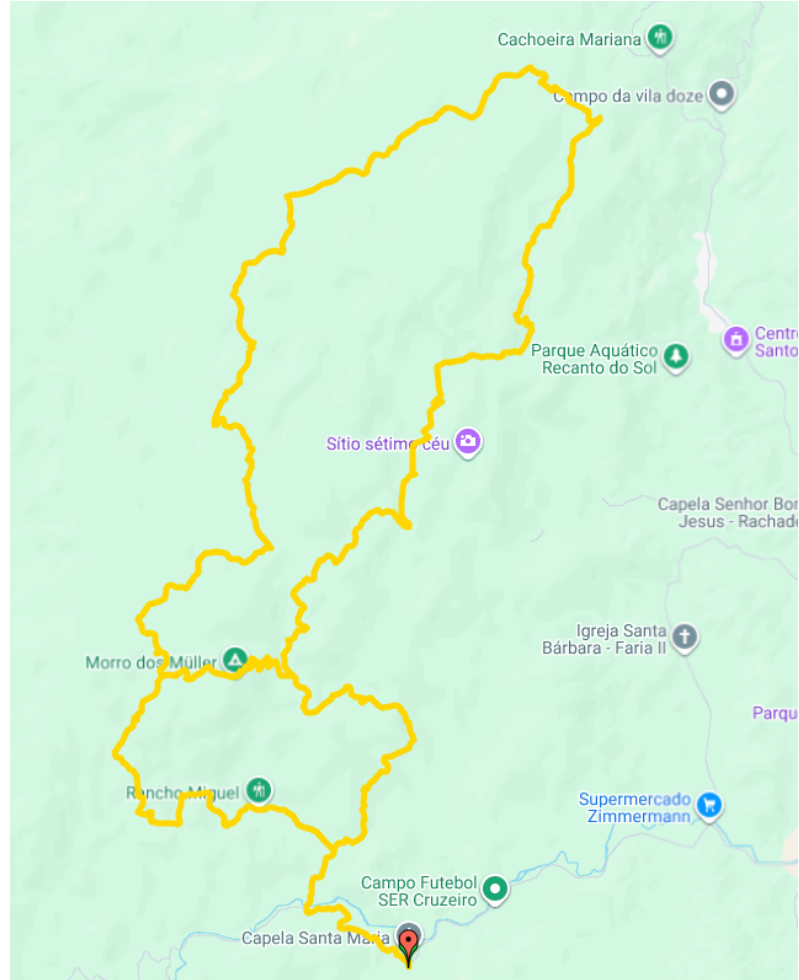 Cachoeira Mariana
Campo da vila doze
Centro
Santo
Parque Aquático
Recanto do Sol
Sítio sétimo céu
Capela Senhor Bom
Jesus - Rachade
Igreja Santa
Bárbara - Faria II
Morro dos Müller
Parqu
Rancho Miguel
Supermercado
Zimmermann
Campo Futebol
SER Cruzeiro
Capela Santa Maria